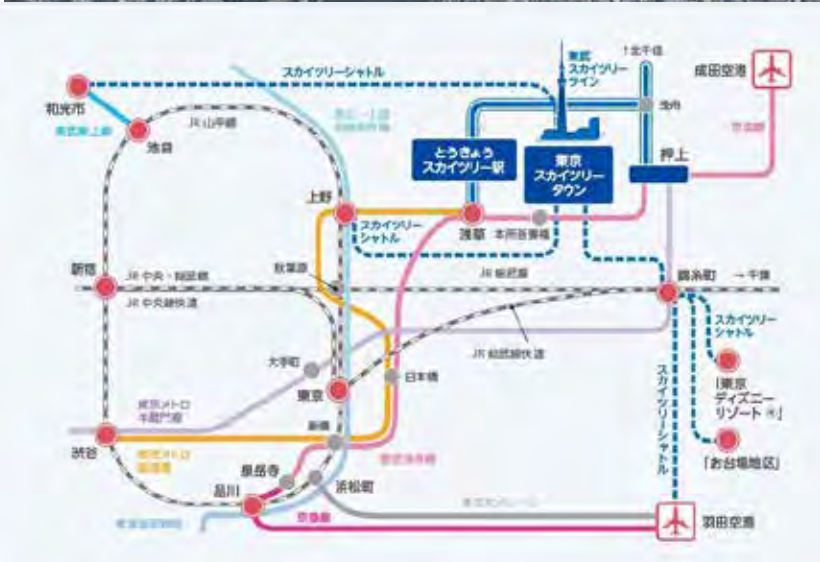 スカイツリーシャトル
東武
スカイツリー
ライン
↑北千住
成田空港
和光市
東武東上線
池袋
JR 山手線
京成線
曳舟
とうきょう
スカイツリー駅
東京
スカイツリー
タウン
押上
上野
スカイツリー
シャトル
浅草
本所吾妻橋
新宿
JR 中央・総武線
秋葉原
JR 総武線
錦糸町
→ 千葉
JR 中央線快速
スカイツリー
シャトル
JR 総武線快速
大手町
東京
日本橋
「東京
ディズニー
リゾート®」
スカイツリーシャトル
東京メトロ
半蔵門線
新橋
渋谷
東京メトロ
銀座線
都営浅草線
「お台場地区」
泉岳寺
品川
浜松町
東京モノレール
京急線
羽田空港